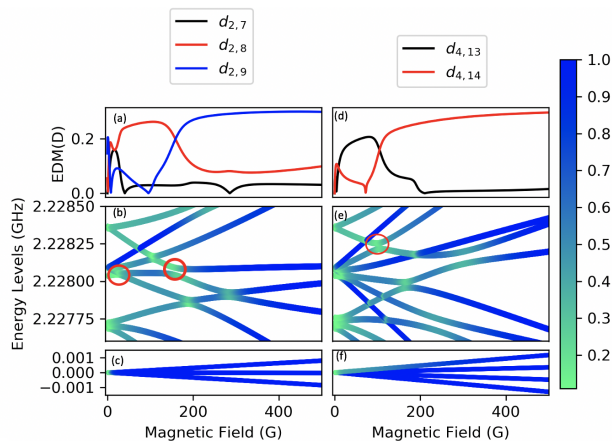 d2,7
d2,8
d2,9
d4,13
d4,14
(a)
(d)
EDM(D)
0.2
0.0
(b)
(e)
Energy Levels (GHz)
2.22850
2.22825
2.22800
2.22775
(c)
(f)
0.001
0.000
−0.001
0 200 400
0 200 400
Magnetic Field (G)
Magnetic Field (G)
1.0
0.9
0.8
0.7
0.6
0.5
0.4
0.3
0.2